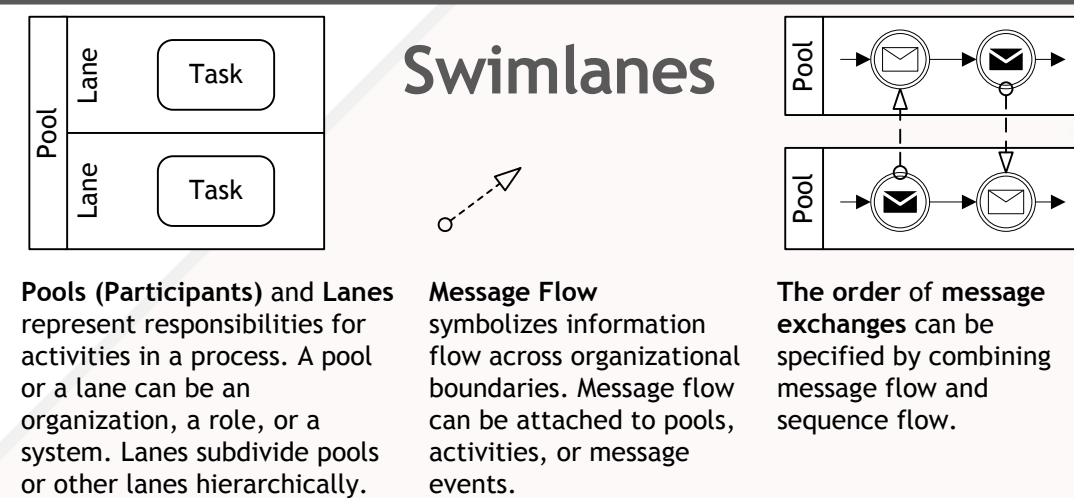 Swimlanes
Pool
Lane
Task
Lane
Task
Pool
Pool
Pools (Participants) and Lanes
represent responsibilities for
activities in a process. A pool
or a lane can be an
organization, a role, or a
system. Lanes subdivide pools
or other lanes hierarchically.
Message Flow
symbolizes information
flow across organizational
boundaries. Message flow
can be attached to pools,
activities, or message
events.
The order of message
exchanges can be
specified by combining
message flow and
sequence flow.